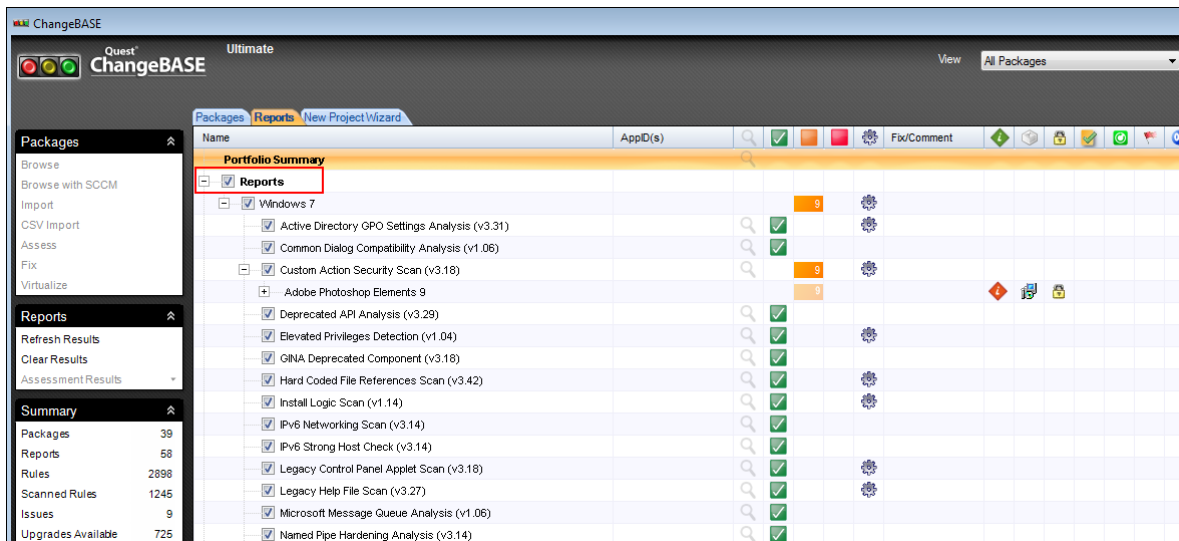 ChangeBASE
Quest®
ChangeBASE
Ultimate
View
All Packages
Packages Reports New Project Wizard
Packages
Browse
Browse with SCCM
Import
CSV Import
Assess
Fix
Virtualize
Reports
Refresh Results
Clear Results
Assessment Results
Summary
Packages 39
Reports 58
Rules 2898
Scanned Rules 1245
Issues 9
Upgrades Available 725
Name AppID(s) Fix/Comment
Portfolio Summary
Reports
Windows 7 9
Active Directory GPO Settings Analysis (v3.31)
Common Dialog Compatibility Analysis (v1.06)
Custom Action Security Scan (v3.18) 9
Adobe Photoshop Elements 9 9
Deprecated API Analysis (v3.29)
Elevated Privileges Detection (v1.04)
GINA Deprecated Component (v3.18)
Hard Coded File References Scan (v3.42)
Install Logic Scan (v1.14)
IPv6 Networking Scan (v3.14)
IPv6 Strong Host Check (v3.14)
Legacy Control Panel Applet Scan (v3.18)
Legacy Help File Scan (v3.27)
Microsoft Message Queue Analysis (v1.06)
Named Pipe Hardening Analysis (v3.14)